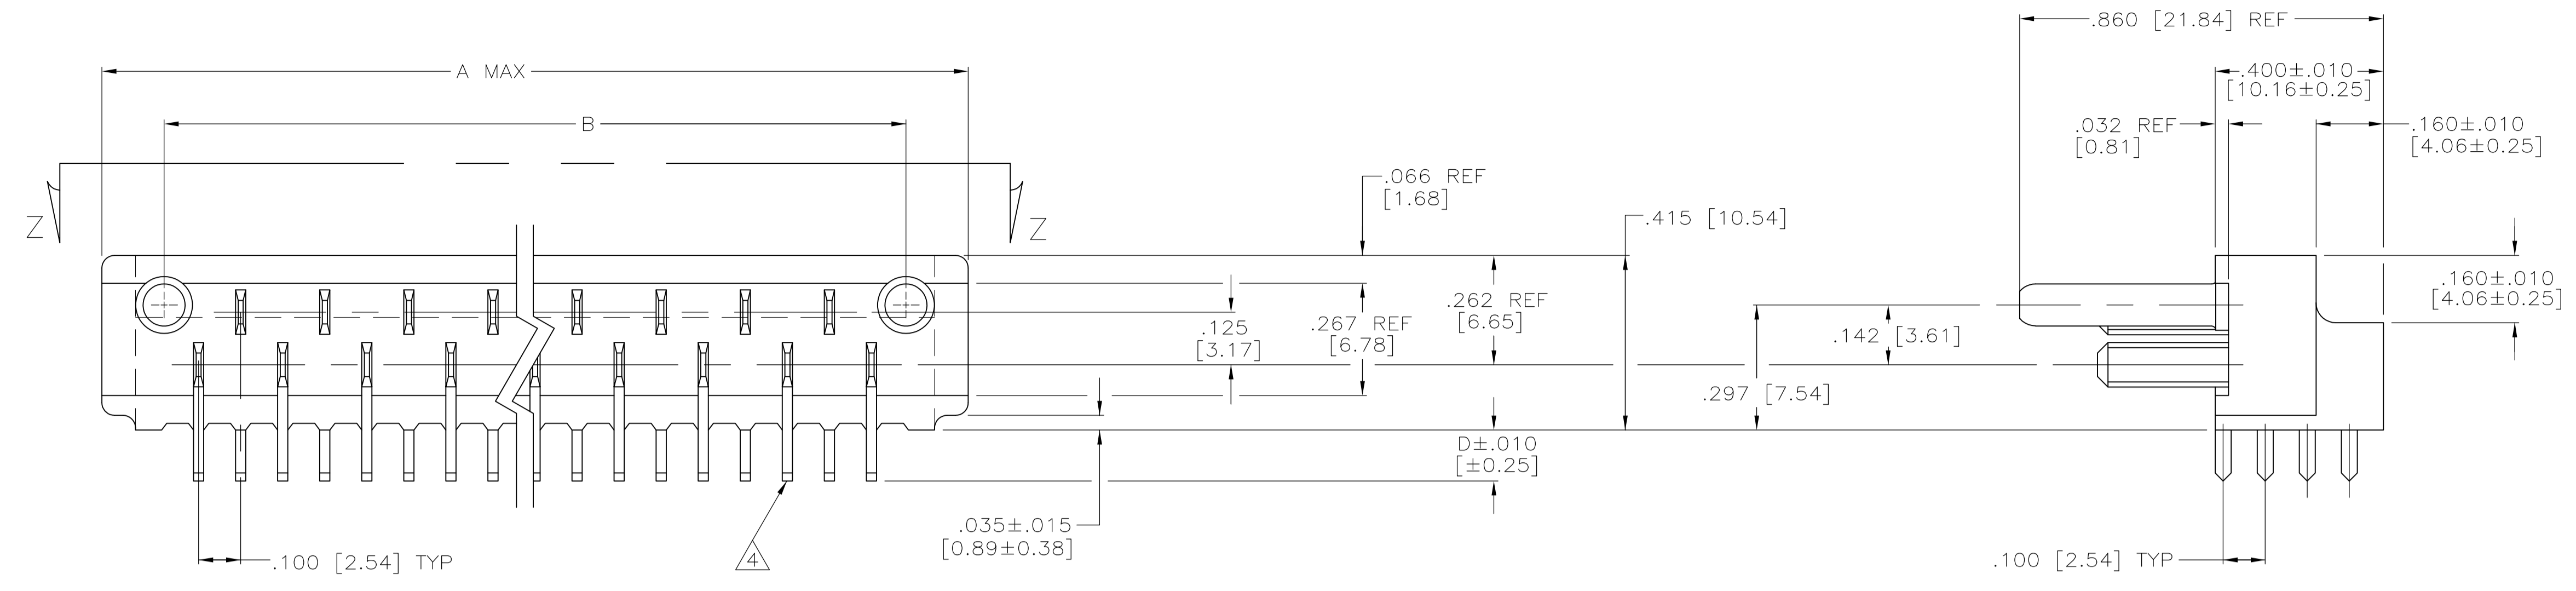 .860 [21.84] REF
A MAX
.400±.010
[10.16±0.25]
B
.032 REF
[0.81]
.160±.010
[4.06±0.25]
.066 REF
[1.68]
.415 [10.54]
Z
Z
.160±.010
[4.06±0.25]
.262 REF
[6.65]
.125
[3.17]
.267 REF
[6.78]
.142 [3.61]
.297 [7.54]
D±.010
[±0.25]
.035±.015
[0.89±0.38]
4
.100 [2.54] TYP
.100 [2.54] TYP